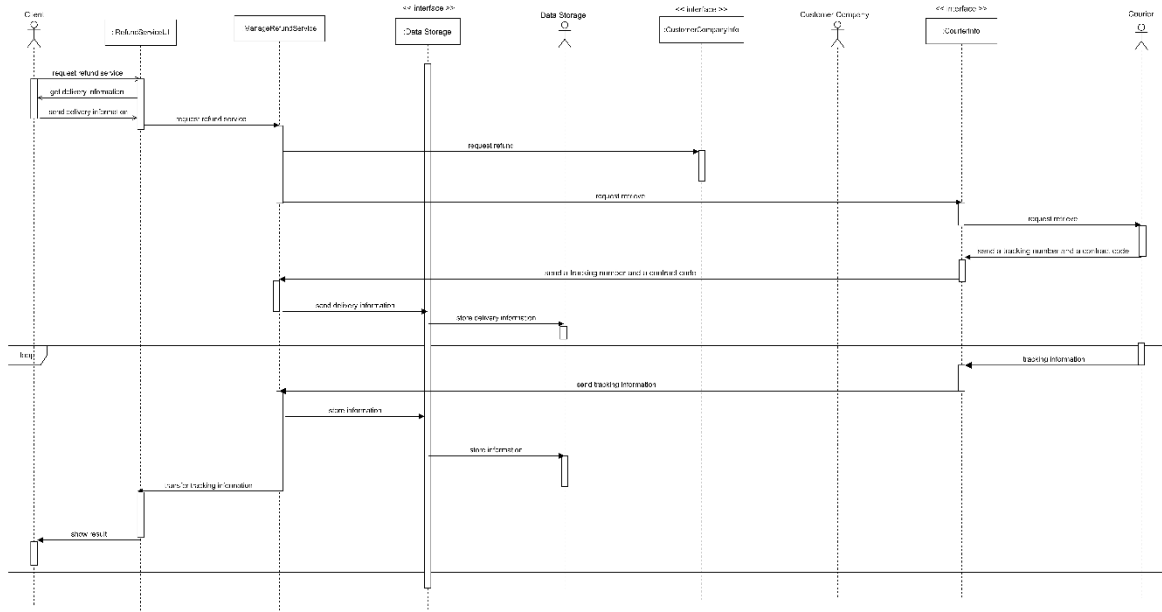 Client
<< interface >>
Data Storage
<< interface >>
Customer Company
<< interface >>
Courier
:RefundServiceUI
:ManageRefundService
:Data Storage
:CustomerCompanyInfo
:CourierInfo
request refund service
get delivery information
send delivery information
request refund service
request refund
request retrieve
request retrieve
send a tracking number and a contract code
send a tracking number and a contract code
send delivery information
store delivery information
loop
tracking information
send tracking information
store information
store information
transfer tracking information
show result